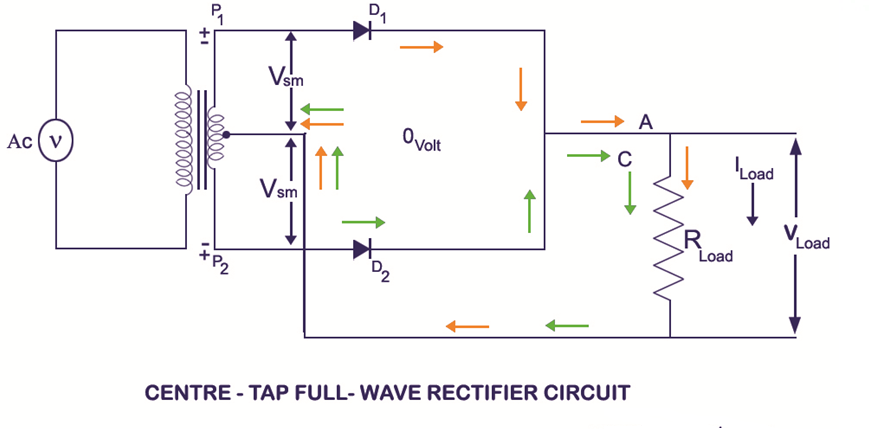 P1
D1
+
-
Vsm
Ac
V
0Volt
A
C
ILoad
Vsm
RLoad
VLoad
-
+
P2
D2
CENTRE - TAP FULL- WAVE RECTIFIER CIRCUIT